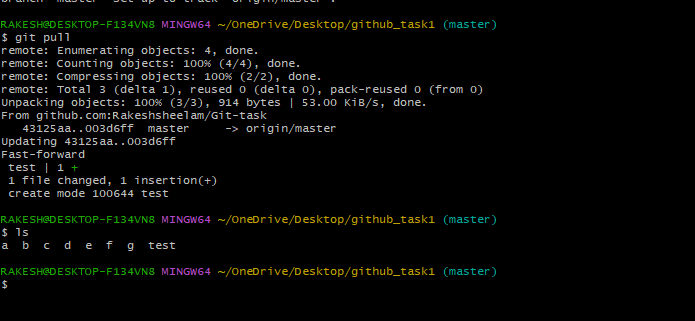 branch 'master' set up to track 'origin/master'.
RAKESH@DESKTOP-F134VN8 MINGW64 ~/OneDrive/Desktop/github_task1 (master)
$ git pull
remote: Enumerating objects: 4, done.
remote: Counting objects: 100% (4/4), done.
remote: Compressing objects: 100% (2/2), done.
remote: Total 3 (delta 1), reused 0 (delta 0), pack-reused 0 (from 0)
Unpacking objects: 100% (3/3), 914 bytes | 53.00 KiB/s, done.
From github.com:Rakeshsheelam/Git-task
   43125aa..003d6ff  master     -> origin/master
Updating 43125aa..003d6ff
Fast-forward
 test | 1 +
 1 file changed, 1 insertion(+)
 create mode 100644 test
RAKESH@DESKTOP-F134VN8 MINGW64 ~/OneDrive/Desktop/github_task1 (master)
$ ls
a  b  c  d  e  f  g  test
RAKESH@DESKTOP-F134VN8 MINGW64 ~/OneDrive/Desktop/github_task1 (master)
$